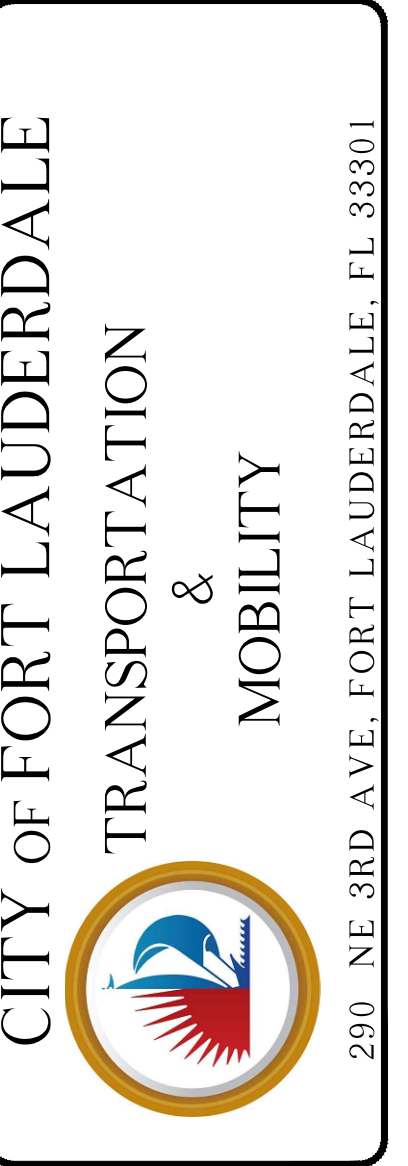 CITY OF FORT LAUDERDALE
TRANSPORTATION
&
MOBILITY
290 NE 3RD AVE, FORT LAUDERDALE, FL 33301